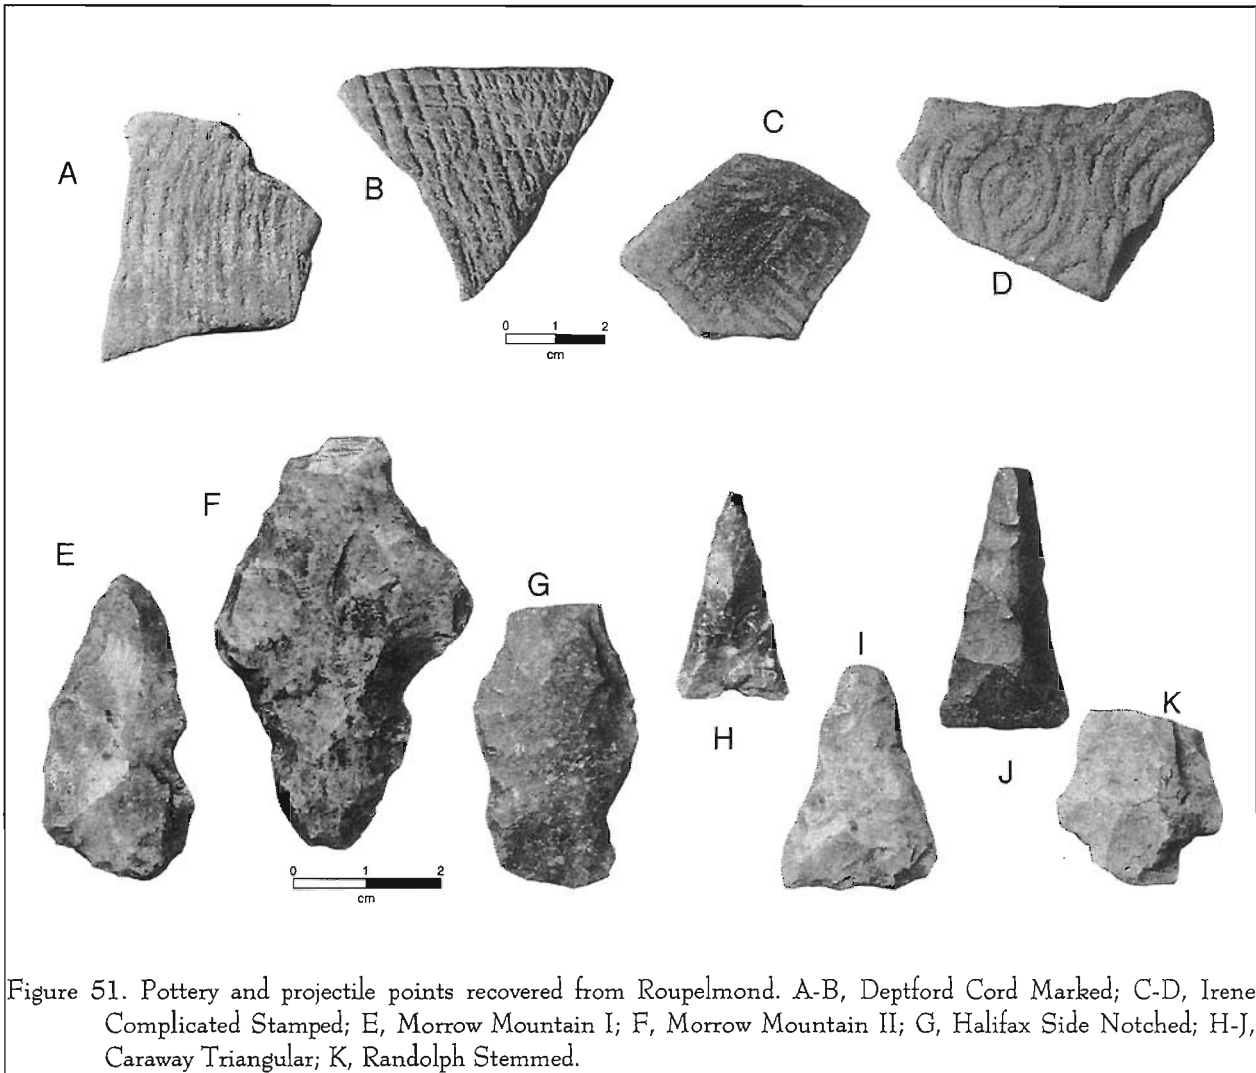 A
B
C
D
0 1 2
cm
E
F
G
H
I
J
K
0 1 2
cm
Figure 51. Pottery and projectile points recovered from Roupelmond. A-B, Deptford Cord Marked; C-D, Irene
Complicated Stamped; E, Morrow Mountain I; F, Morrow Mountain II; G, Halifax Side Notched; H-J,
Caraway Triangular; K, Randolph Stemmed.